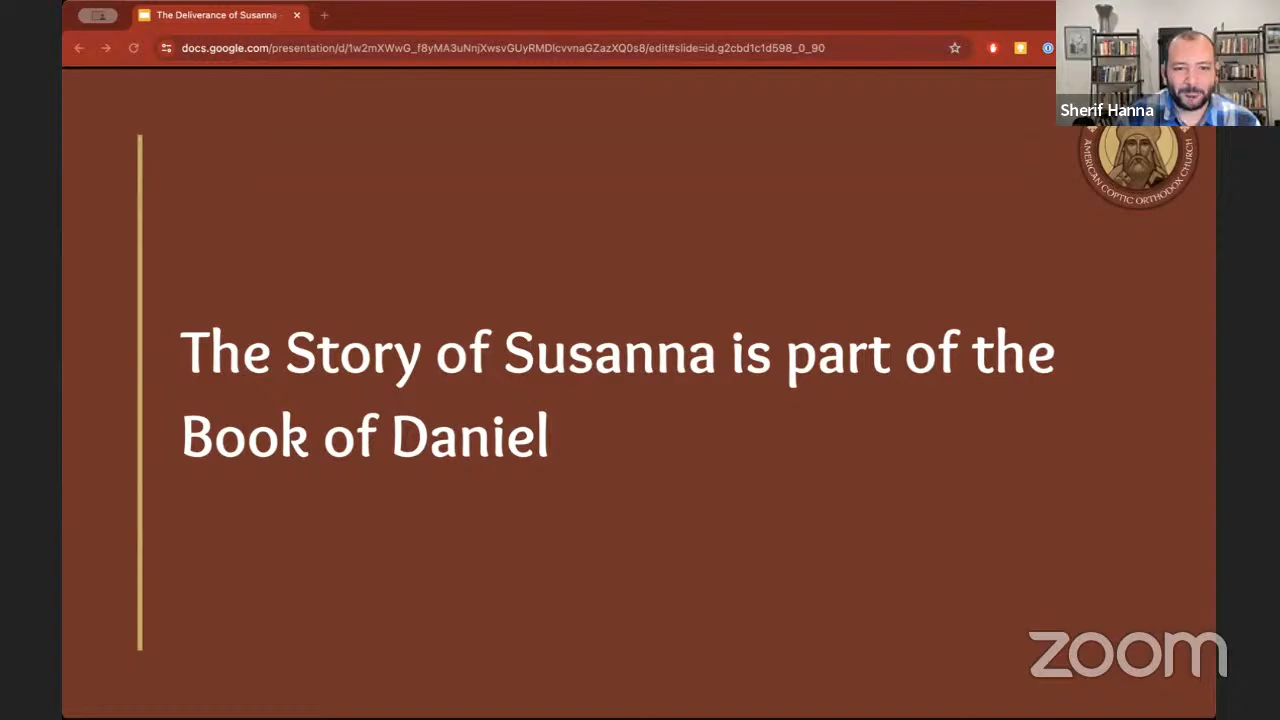 The Deliverance of Susanna
docs.google.com/presentation/d/1w2mXWwG_f8yMA3uNnjXwsvGUyRMDlcvvnaGZazXQ0s8/edit#slide=id.g2cbd1c1d598_0_90
Sherif Hanna
AMERICAN COPTIC ORTHODOX CHURCH
The Story of Susanna is part of the
Book of Daniel
zoom